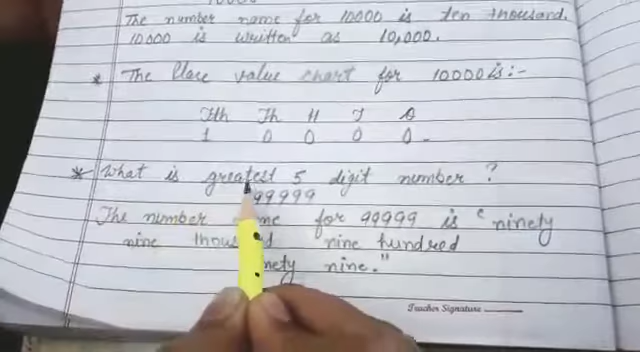 The number name for 10000 is ten thousand.
10000 is written as 10,000.
* The Place value chart for 10000 is:-
Tth Th H T O
1 0 0 0 0.
* What is greatest 5 digit number ?
99999
The number for 99999 is "ninety
nine nine hundred
nine."
Teacher Signature